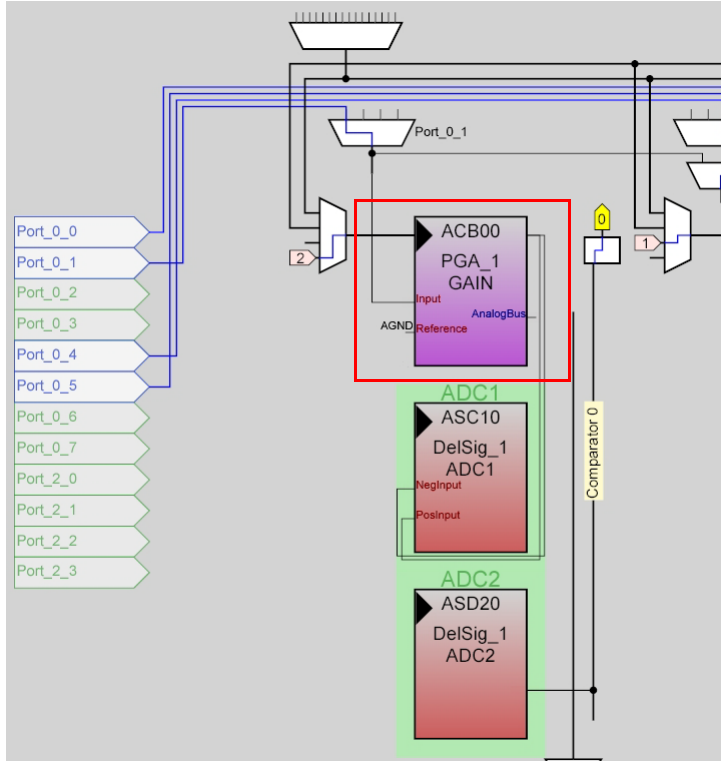 Port_0_1
Port_0_0
Port_0_1
Port_0_2
Port_0_3
Port_0_4
Port_0_5
Port_0_6
Port_0_7
Port_2_0
Port_2_1
Port_2_2
Port_2_3
2
ACB00
PGA_1
GAIN
Input
AnalogBus
AGND
Reference
0
1
Comparator 0
ADC1
ASC10
DelSig_1
ADC1
NegInput
PosInput
ADC2
ASD20
DelSig_1
ADC2